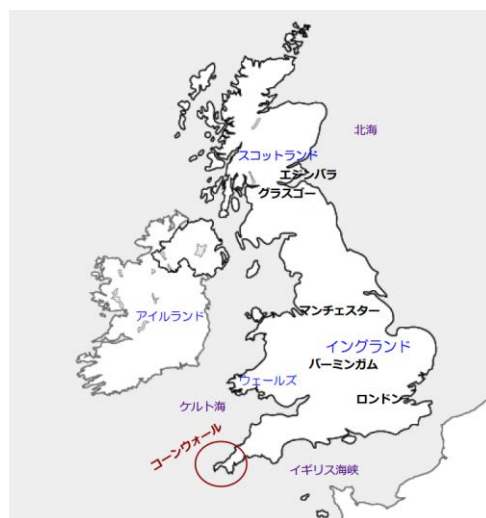 北海
スコットランド
エジンバラ
グラスゴー
マンチェスター
アイルランド
イングランド
バーミンガム
ウェールズ
ロンドン
ケルト海
コーンウォール
イギリス海峡